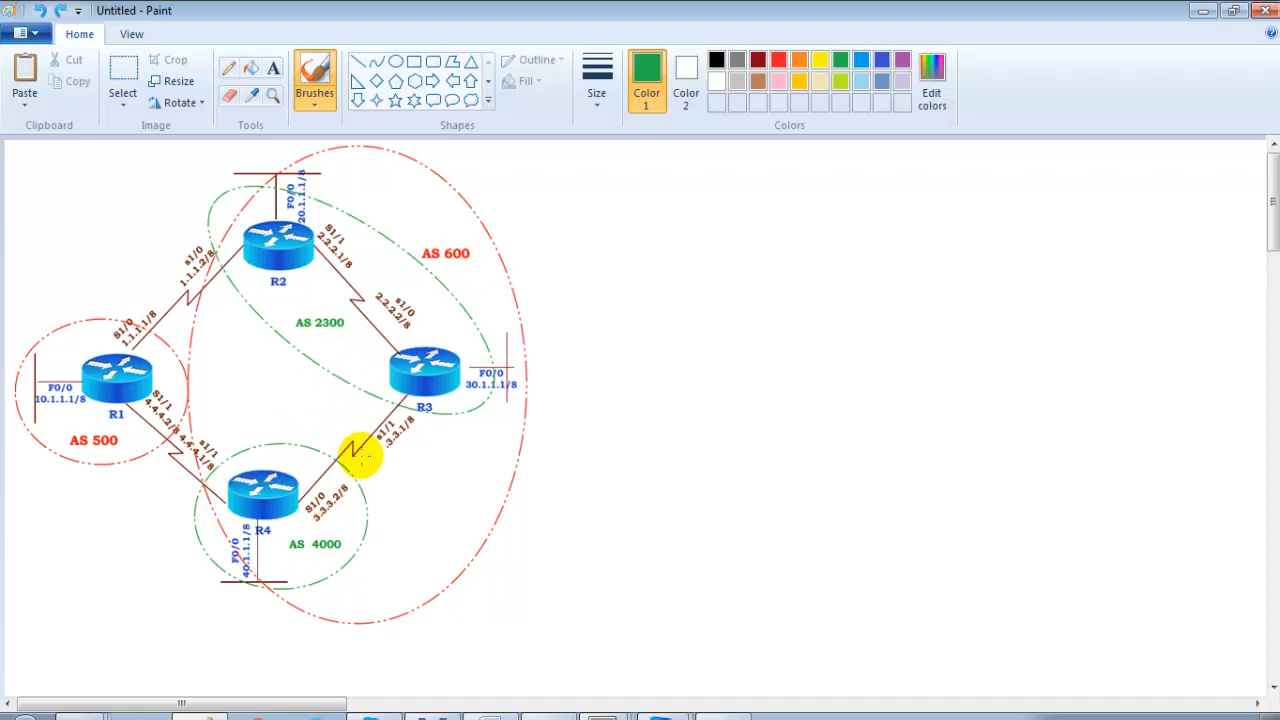 Untitled - Paint
Home
View
Paste
Cut
Copy
Clipboard
Select
Crop
Resize
Rotate
Image
Tools
Brushes
Shapes
Outline
Fill
Size
Color
1
Color
2
Edit
colors
Colors
F0/0
20.1.1.1/8
S1/1
2.2.2.1/8
AS 600
s1/0
1.1.1.2/8
R2
s1/0
2.2.2.2/8
AS 2300
S1/0
1.1.1.1/8
F0/0
10.1.1.1/8
R1
AS 500
S1/1
4.4.4.2/8
s1/1
4.4.4.1/8
F0/0
30.1.1.1/8
R3
s1/1
.3.3.1/8
S1/0
3.3.3.2/8
R4
F0/0
40.1.1.1/8
AS 4000